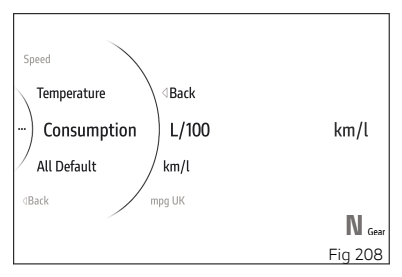 Speed
Temperature ◁Back
... Consumption L/100 km/l
All Default km/l
◁Back mpg UK
N Gear
Fig 208